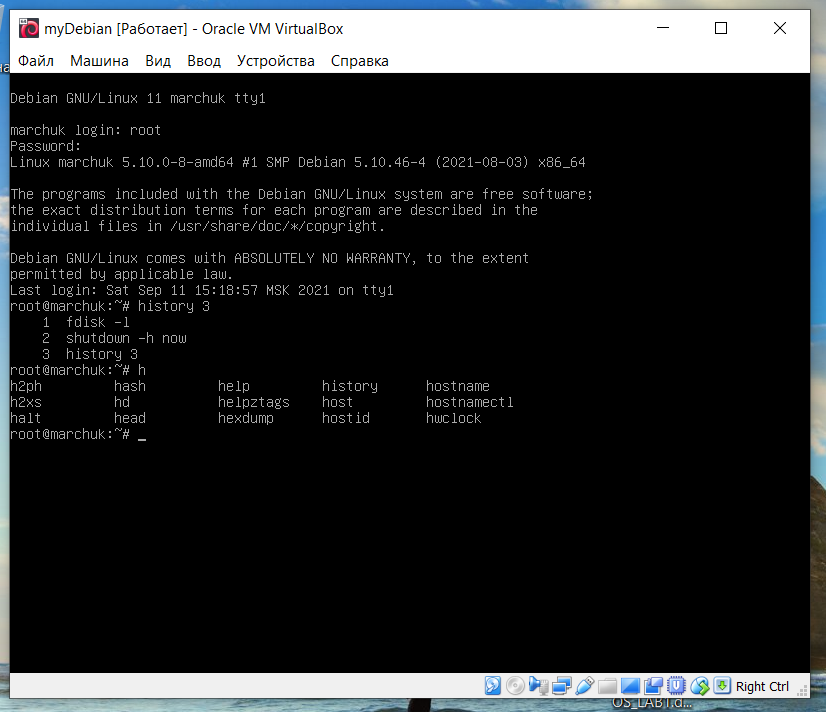 myDebian [Работает] - Oracle VM VirtualBox
Файл Машина Вид Ввод Устройства Справка
Debian GNU/Linux 11 marchuk tty1
marchuk login: root
Password:
Linux marchuk 5.10.0-8-amd64 #1 SMP Debian 5.10.46-4 (2021-08-03) x86_64
The programs included with the Debian GNU/Linux system are free software;
the exact distribution terms for each program are described in the
individual files in /usr/share/doc/*/copyright.
Debian GNU/Linux comes with ABSOLUTELY NO WARRANTY, to the extent
permitted by applicable law.
Last login: Sat Sep 11 15:18:57 MSK 2021 on tty1
root@marchuk:~# history 3
1 fdisk -l
2 shutdown -h now
3 history 3
root@marchuk:~# h
h2ph hash help history hostname
h2xs hd helpztags host hostnamectl
halt head hexdump hostid hwclock
root@marchuk:~# _
Right Ctrl
OS_LAB1.d...